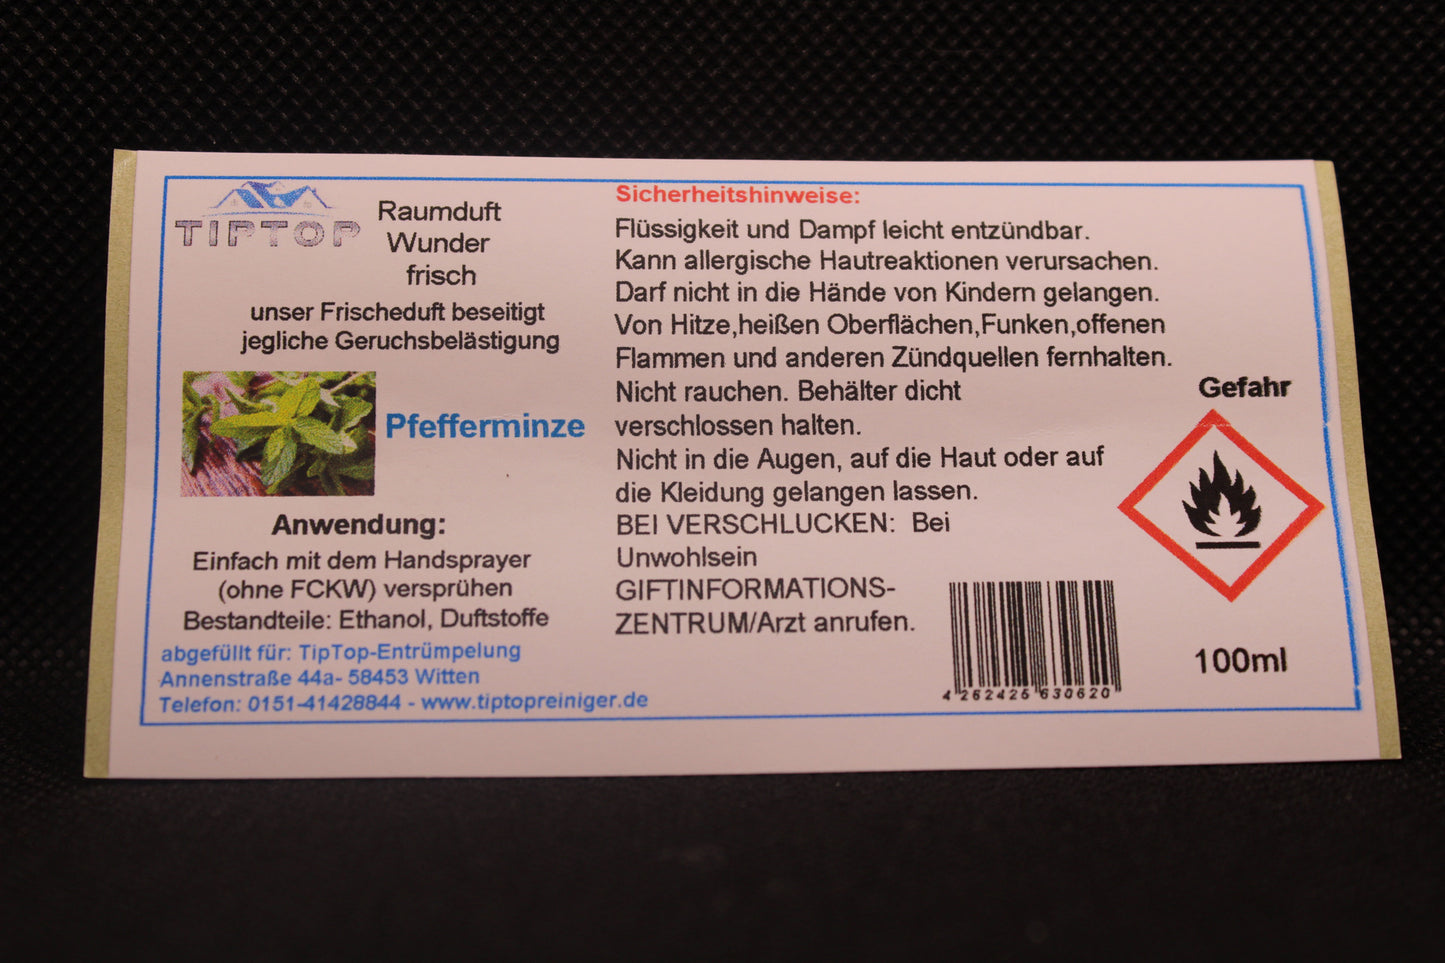 TIPTOP
Raumduft
Wunder
frisch
unser Frischeduft beseitigt
jegliche Geruchsbelästigung
Pfefferminze
Anwendung:
Einfach mit dem Handsprayer
(ohne FCKW) versprühen
Bestandteile: Ethanol, Duftstoffe
abgefüllt für: TipTop-Entrümpelung
Annenstraße 44a- 58453 Witten
Telefon: 0151-41428844 - www.tiptopreiniger.de
Sicherheitshinweise:
Flüssigkeit und Dampf leicht entzündbar.
Kann allergische Hautreaktionen verursachen.
Darf nicht in die Hände von Kindern gelangen.
Von Hitze,heißen Oberflächen,Funken,offenen
Flammen und anderen Zündquellen fernhalten.
Nicht rauchen. Behälter dicht
verschlossen halten.
Nicht in die Augen, auf die Haut oder auf
die Kleidung gelangen lassen.
BEI VERSCHLUCKEN: Bei
Unwohlsein
GIFTINFORMATIONS-
ZENTRUM/Arzt anrufen.
4 262425 630620
Gefahr
100ml